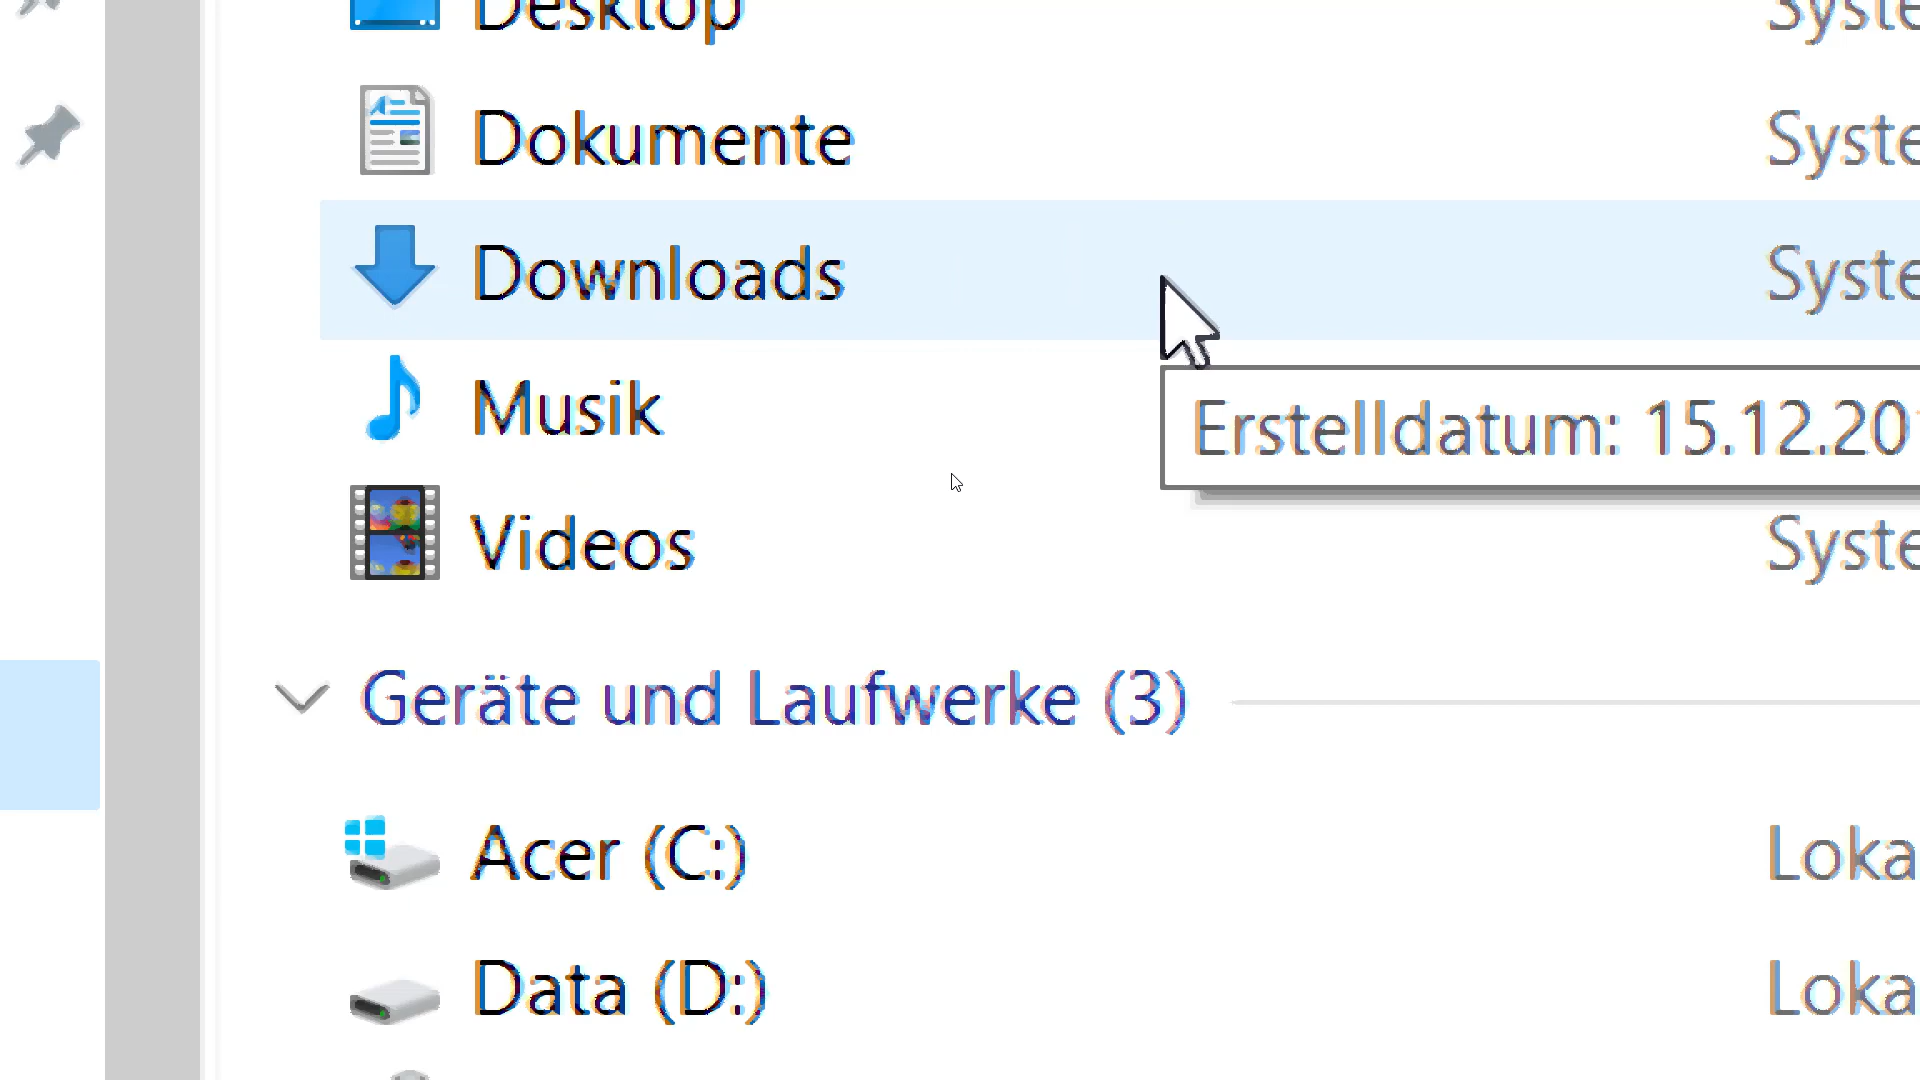 Desktop Syste
Dokumente Syste
Downloads Syste
Musik
Erstelldatum: 15.12.20
Videos Syste
Geräte und Laufwerke (3)
Acer (C:) Loka
Data (D:) Loka